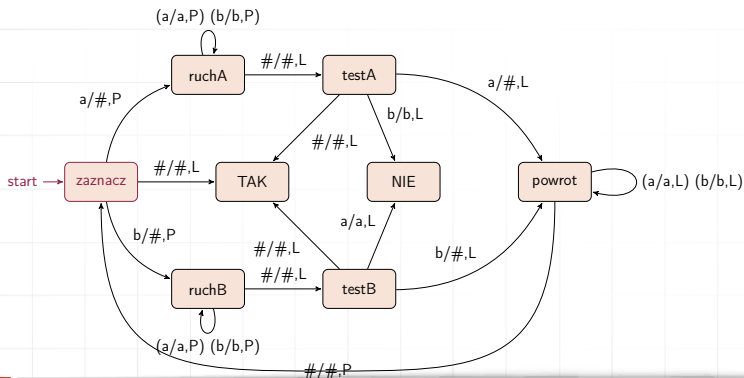 (a/a,P) (b/b,P)
ruchA
#/#,L
testA
a/#,L
a/#,P
b/b,L
#/#,L
start
zaznacz
#/#,L
TAK
NIE
powrot
(a/a,L) (b/b,L)
b/#,P
a/a,L
#/#,L
b/#,L
ruchB
#/#,L
testB
(a/a,P) (b/b,P)
#/#,P